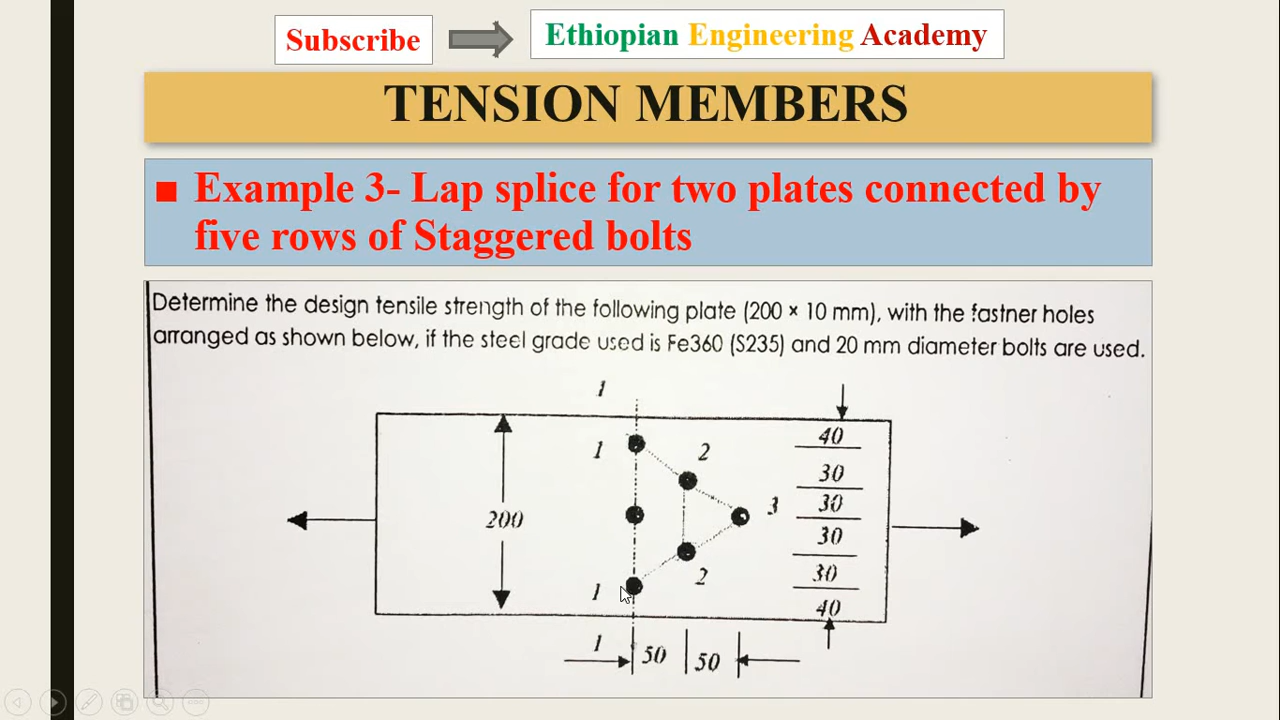 Subscribe
Ethiopian Engineering Academy
TENSION MEMBERS
Example 3- Lap splice for two plates connected by
five rows of Staggered bolts
Determine the design tensile strength of the following plate (200 × 10 mm), with the fastner holes
arranged as shown below, if the steel grade used is Fe360 (S235) and 20 mm diameter bolts are used.
1
40
1
2
30
30
3
200
30
30
2
1
40
1
50
50